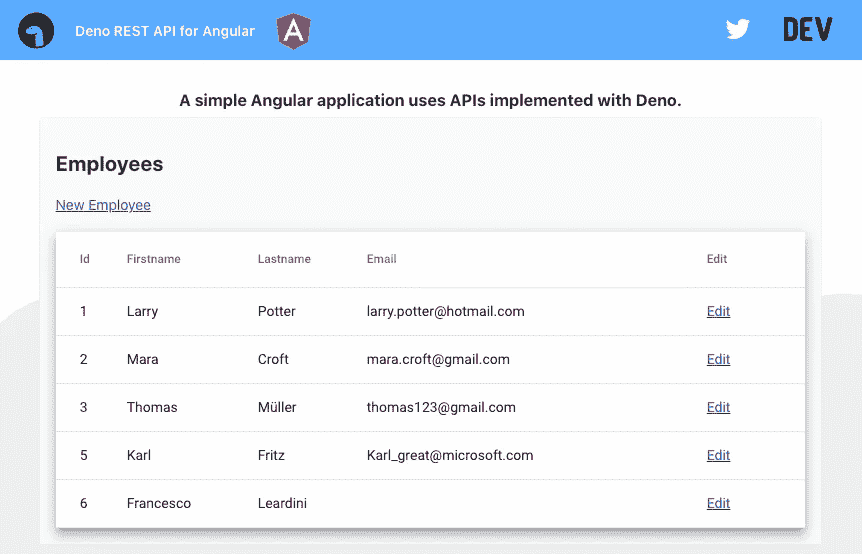 Deno REST API for Angular A DEV
A simple Angular application uses APIs implemented with Deno.
Employees
New Employee
Id Firstname Lastname Email Edit
1 Larry Potter larry.potter@hotmail.com Edit
2 Mara Croft mara.croft@gmail.com Edit
3 Thomas Müller thomas123@gmail.com Edit
5 Karl Fritz Karl_great@microsoft.com Edit
6 Francesco Leardini Edit